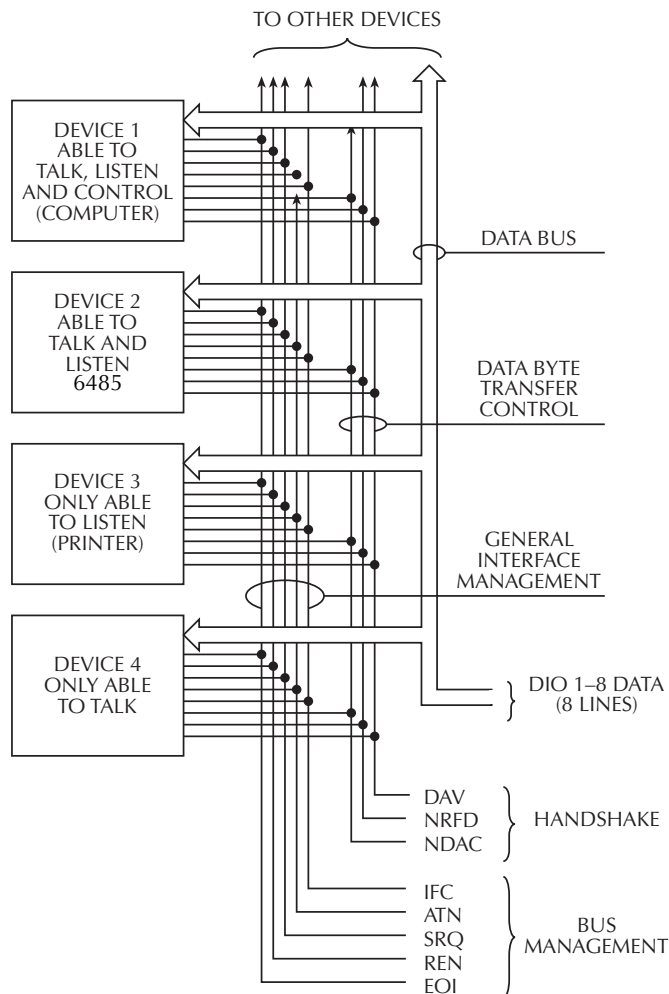 TO OTHER DEVICES
DEVICE 1
ABLE TO
TALK, LISTEN
AND CONTROL
(COMPUTER)
DATA BUS
DEVICE 2
ABLE TO
TALK AND
LISTEN
6485
DATA BYTE
TRANSFER
CONTROL
DEVICE 3
ONLY ABLE
TO LISTEN
(PRINTER)
GENERAL
INTERFACE
MANAGEMENT
DEVICE 4
ONLY ABLE
TO TALK
DIO 1–8 DATA
(8 LINES)
DAV
NRFD
NDAC
HANDSHAKE
IFC
ATN
SRQ
REN
EOI
BUS
MANAGEMENT